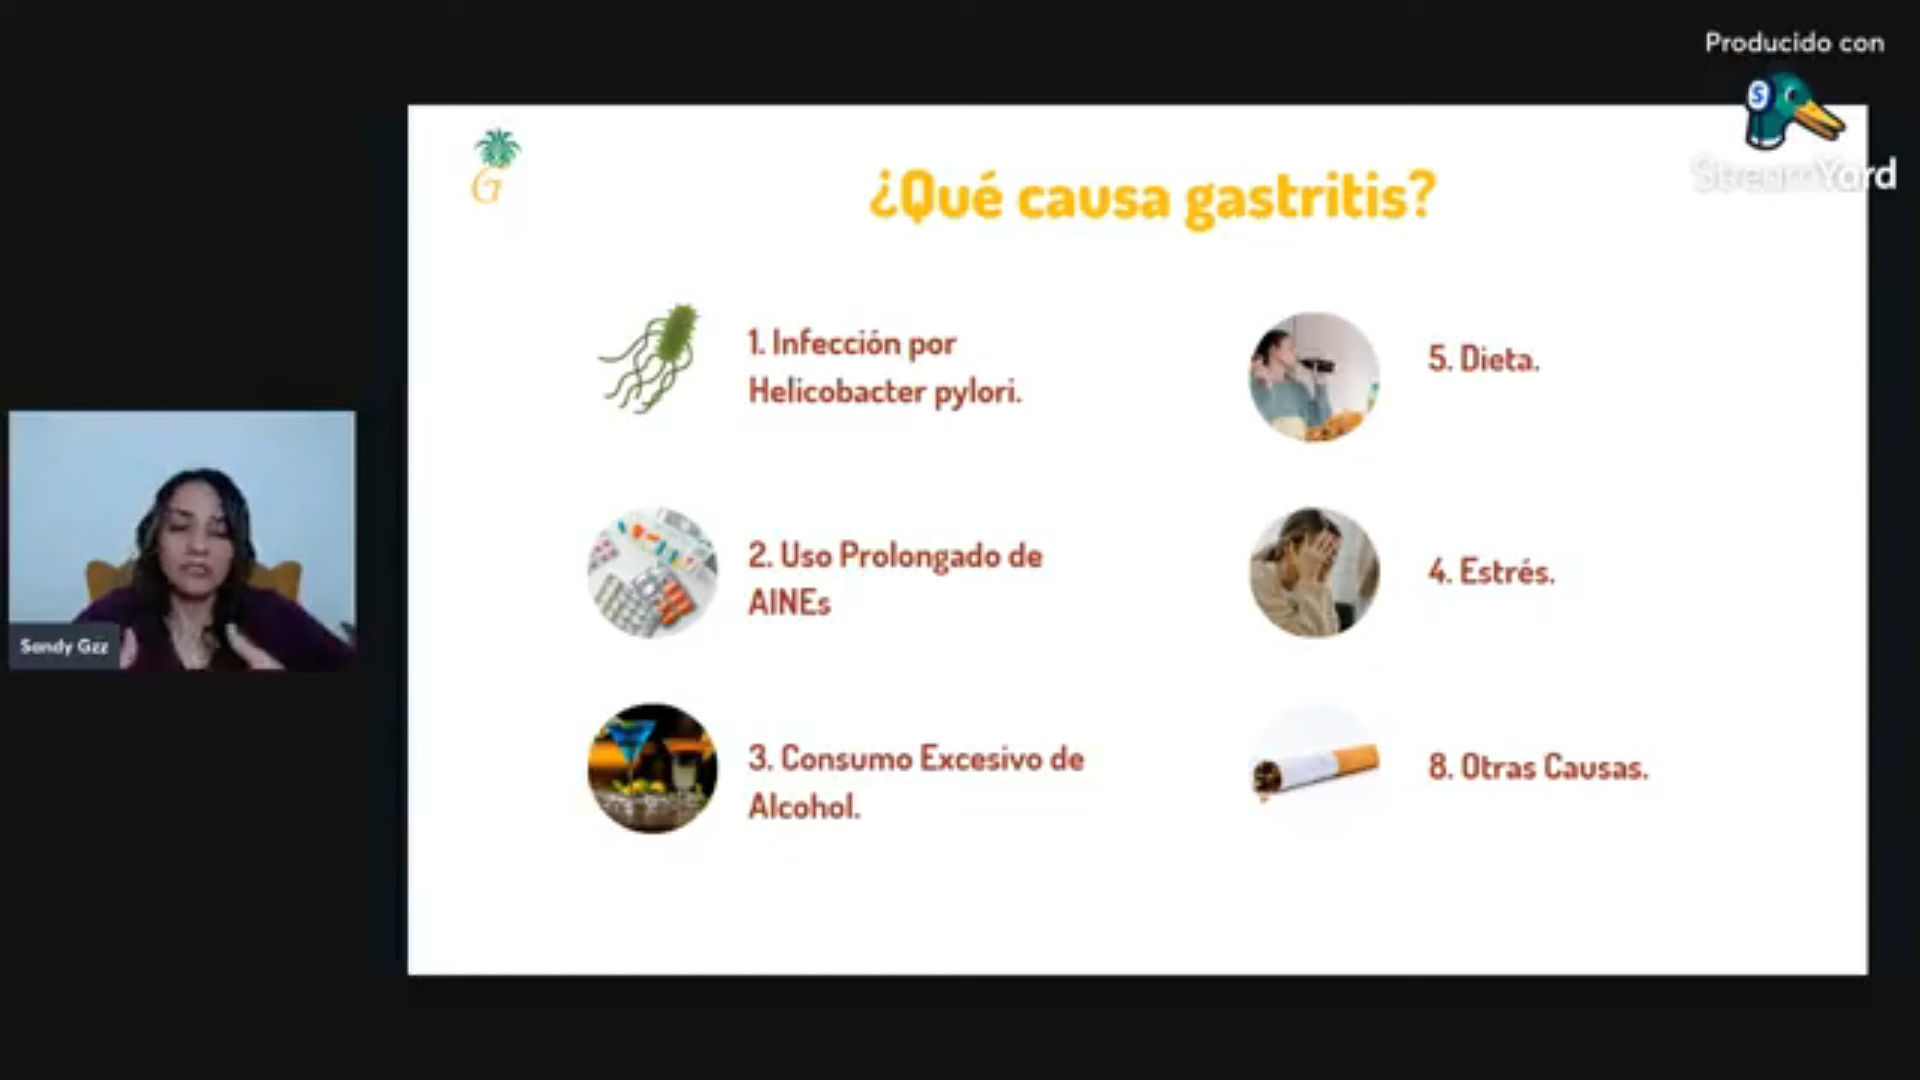 Producido con
StreamYard
G
¿Qué causa gastritis?
1. Infección por
Helicobacter pylori.
2. Uso Prolongado de
AINEs
3. Consumo Excesivo de
Alcohol.
5. Dieta.
4. Estrés.
8. Otras Causas.
Sandy Gzz